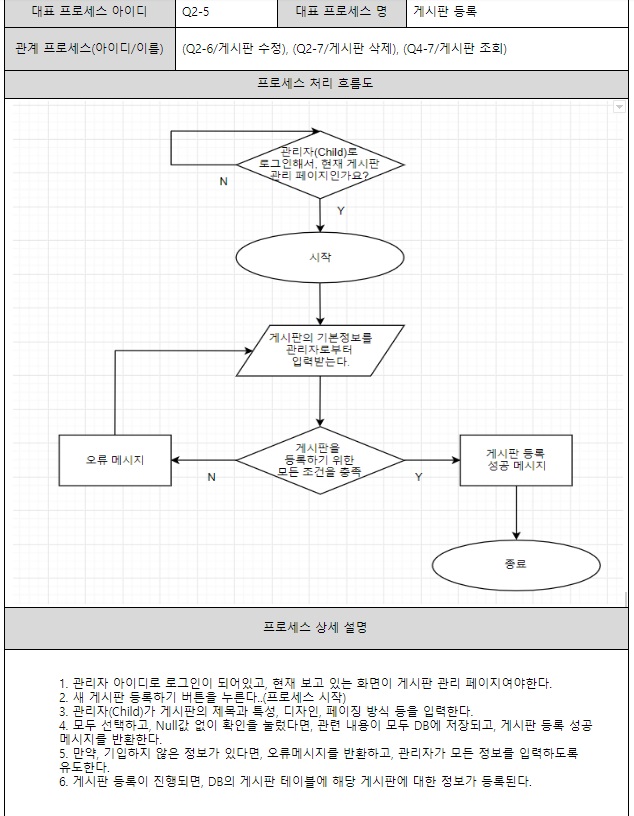 대표 프로세스 아이디
Q2-5
대표 프로세스 명
게시판 등록
관계 프로세스(아이디/이름)
(Q2-6/게시판 수정), (Q2-7/게시판 삭제), (Q4-7/게시판 조회)
프로세스 처리 흐름도
관리자(Child)로
로그인해서, 현재 게시판
관리 페이지인가요?
N
Y
시작
게시판의 기본정보를
관리자로부터
입력받는다.
오류 메시지
N
게시판을
등록하기 위한
모든 조건을 충족
Y
게시판 등록
성공 메시지
종료
프로세스 상세 설명
1. 관리자 아이디로 로그인이 되어있고, 현재 보고 있는 화면이 게시판 관리 페이지여야한다.
2. 새 게시판 등록하기 버튼을 누른다..(프로세스 시작)
3. 관리자(Child)가 게시판의 제목과 특성, 디자인, 페이징 방식 등을 입력한다.
4. 모두 선택하고, Null값 없이 확인을 눌렀다면, 관련 내용이 모두 DB에 저장되고, 게시판 등록 성공
메시지를 반환한다.
5. 만약, 기입하지 않은 정보가 있다면, 오류메시지를 반환하고, 관리자가 모든 정보를 입력하도록
유도한다.
6. 게시판 등록이 진행되면, DB의 게시판 테이블에 해당 게시판에 대한 정보가 등록된다.